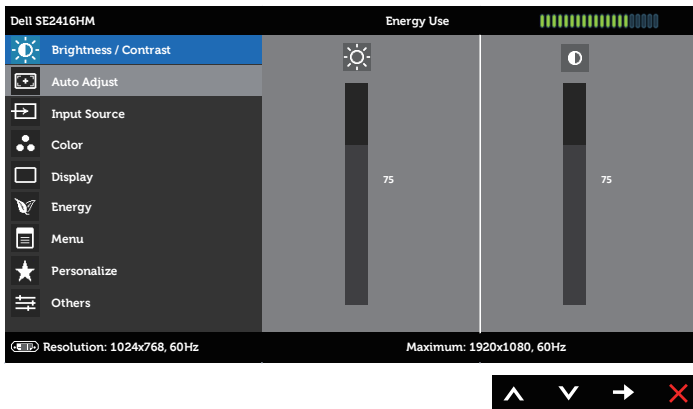 Dell SE2416HM
Energy Use
Brightness / Contrast
Auto Adjust
Input Source
Color
Display
Energy
Menu
Personalize
Others
75
75
Resolution: 1024x768, 60Hz
Maximum: 1920x1080, 60Hz